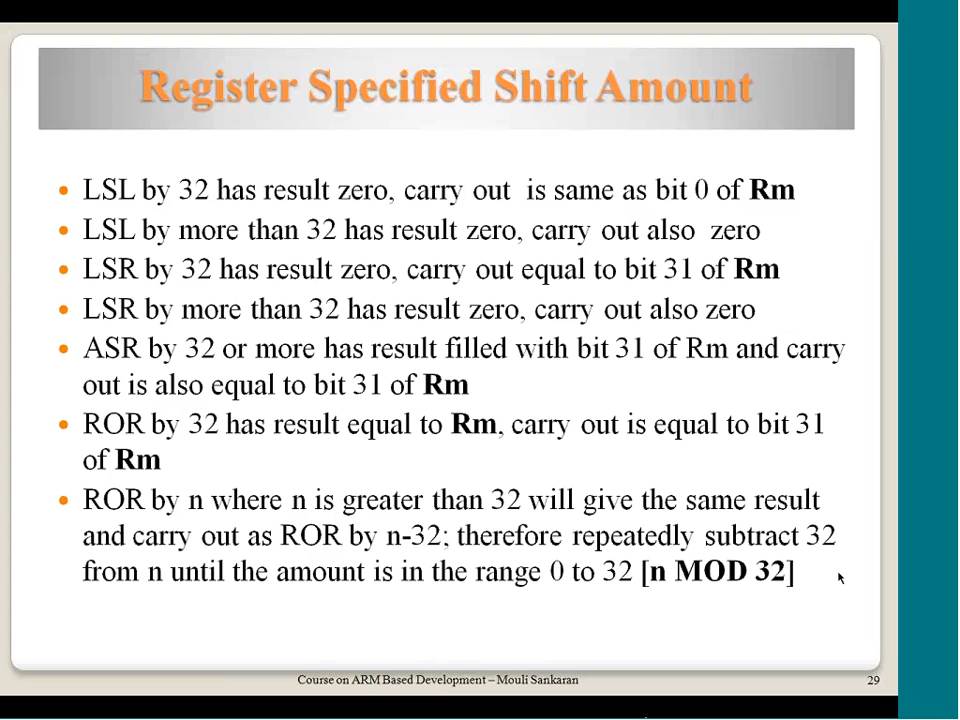 Register Specified Shift Amount
• LSL by 32 has result zero, carry out is same as bit 0 of Rm
• LSL by more than 32 has result zero, carry out also zero
• LSR by 32 has result zero, carry out equal to bit 31 of Rm
• LSR by more than 32 has result zero, carry out also zero
• ASR by 32 or more has result filled with bit 31 of Rm and carry
out is also equal to bit 31 of Rm
• ROR by 32 has result equal to Rm, carry out is equal to bit 31
of Rm
• ROR by n where n is greater than 32 will give the same result
and carry out as ROR by n-32; therefore repeatedly subtract 32
from n until the amount is in the range 0 to 32 [n MOD 32]
Course on ARM Based Development – Mouli Sankaran
29